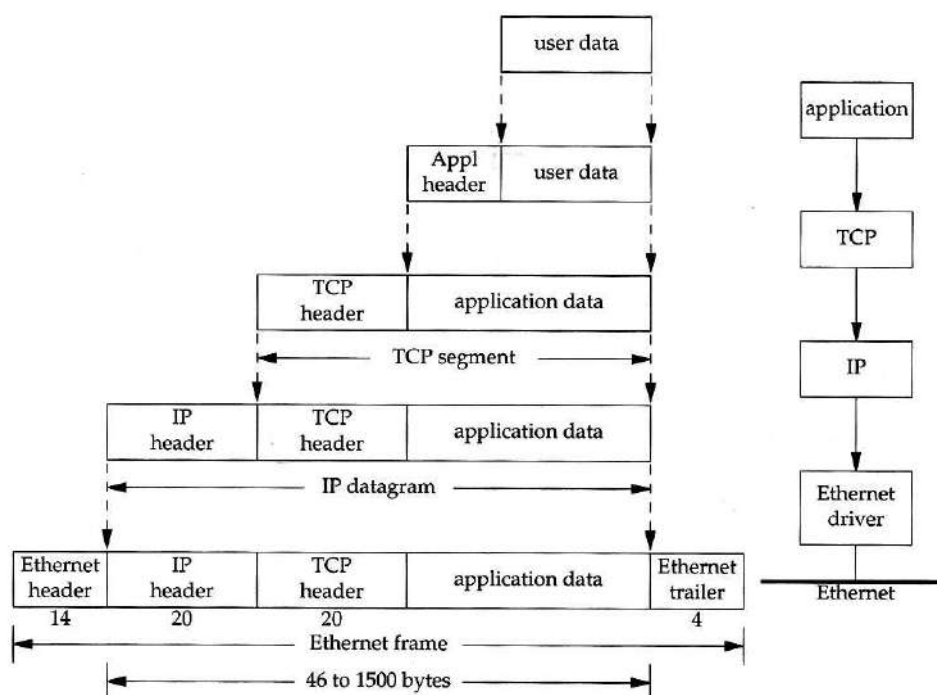 user data
application
Appl
header
user data
TCP
TCP
header
application data
TCP segment
IP
IP
header
TCP
header
application data
IP datagram
Ethernet
driver
Ethernet
header
IP
header
TCP
header
application data
Ethernet
trailer
Ethernet
14
20
20
4
Ethernet frame
46 to 1500 bytes